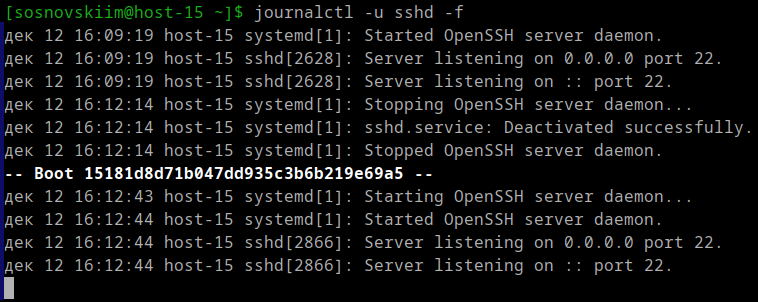 [sosnovskiim@host-15 ~]$ journalctl -u sshd -f
дек 12 16:09:19 host-15 systemd[1]: Started OpenSSH server daemon.
дек 12 16:09:19 host-15 sshd[2628]: Server listening on 0.0.0.0 port 22.
дек 12 16:09:19 host-15 sshd[2628]: Server listening on :: port 22.
дек 12 16:12:14 host-15 systemd[1]: Stopping OpenSSH server daemon...
дек 12 16:12:14 host-15 systemd[1]: sshd.service: Deactivated successfully.
дек 12 16:12:14 host-15 systemd[1]: Stopped OpenSSH server daemon.
-- Boot 15181d8d71b047dd935c3b6b219e69a5 --
дек 12 16:12:43 host-15 systemd[1]: Starting OpenSSH server daemon...
дек 12 16:12:44 host-15 systemd[1]: Started OpenSSH server daemon.
дек 12 16:12:44 host-15 sshd[2866]: Server listening on 0.0.0.0 port 22.
дек 12 16:12:44 host-15 sshd[2866]: Server listening on :: port 22.